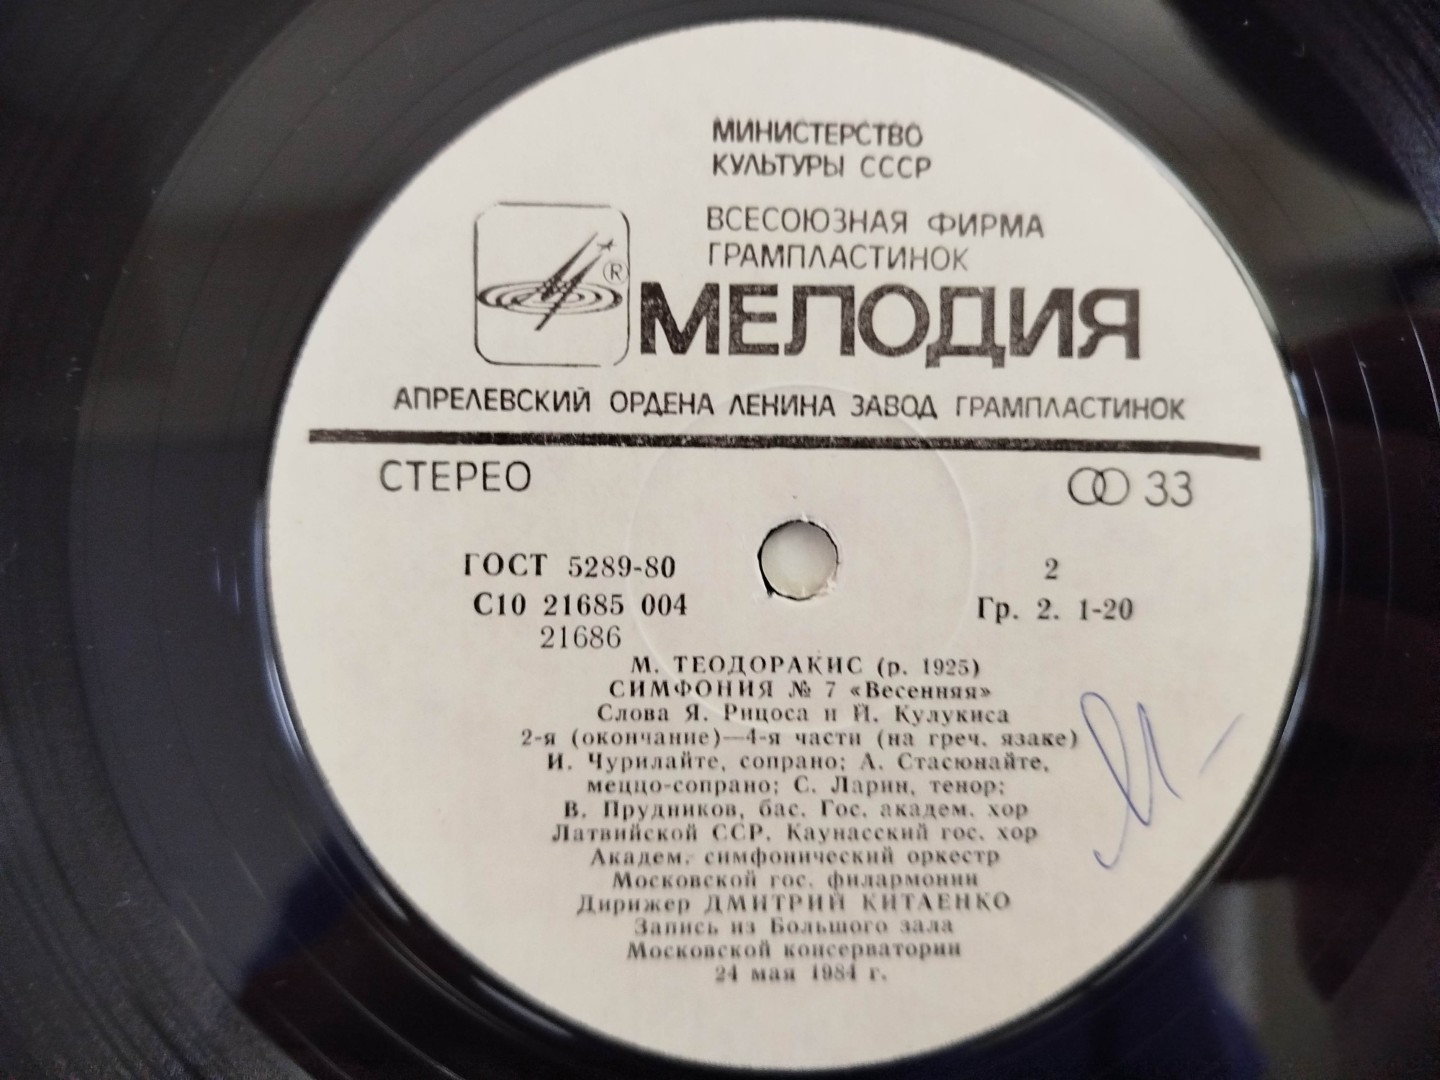 МИНИСТЕРСТВО
КУЛЬТУРЫ СССР
ВСЕСОЮЗНАЯ ФИРМА
ГРАМПЛАСТИНОК
®
МЕЛОДИЯ
АПРЕЛЕВСКИЙ ОРДЕНА ЛЕНИНА ЗАВОД ГРАМПЛАСТИНОК
СТЕРЕО
33
ГОСТ 5289-80
2
С10 21685 004
Гр. 2. 1-20
21686
М. ТЕОДОРАКИС (р. 1925)
СИМФОНИЯ № 7 «Весенняя»
Слова Я. Рицоса и Й. Кулукиса
2-я (окончание)—4-я части (на греч. языке)
И. Чурилайте, сопрано; А. Стасюнайте,
меццо-сопрано; С. Ларин, тенор;
В. Прудников, бас. Гос. академ. хор
Латвийской ССР. Каунасский гос. хор
Академ. симфонический оркестр
Московской гос. филармонии
Дирижер ДМИТРИЙ КИТАЕНКО
Запись из Большого зала
Московской консерватории
24 мая 1984 г.